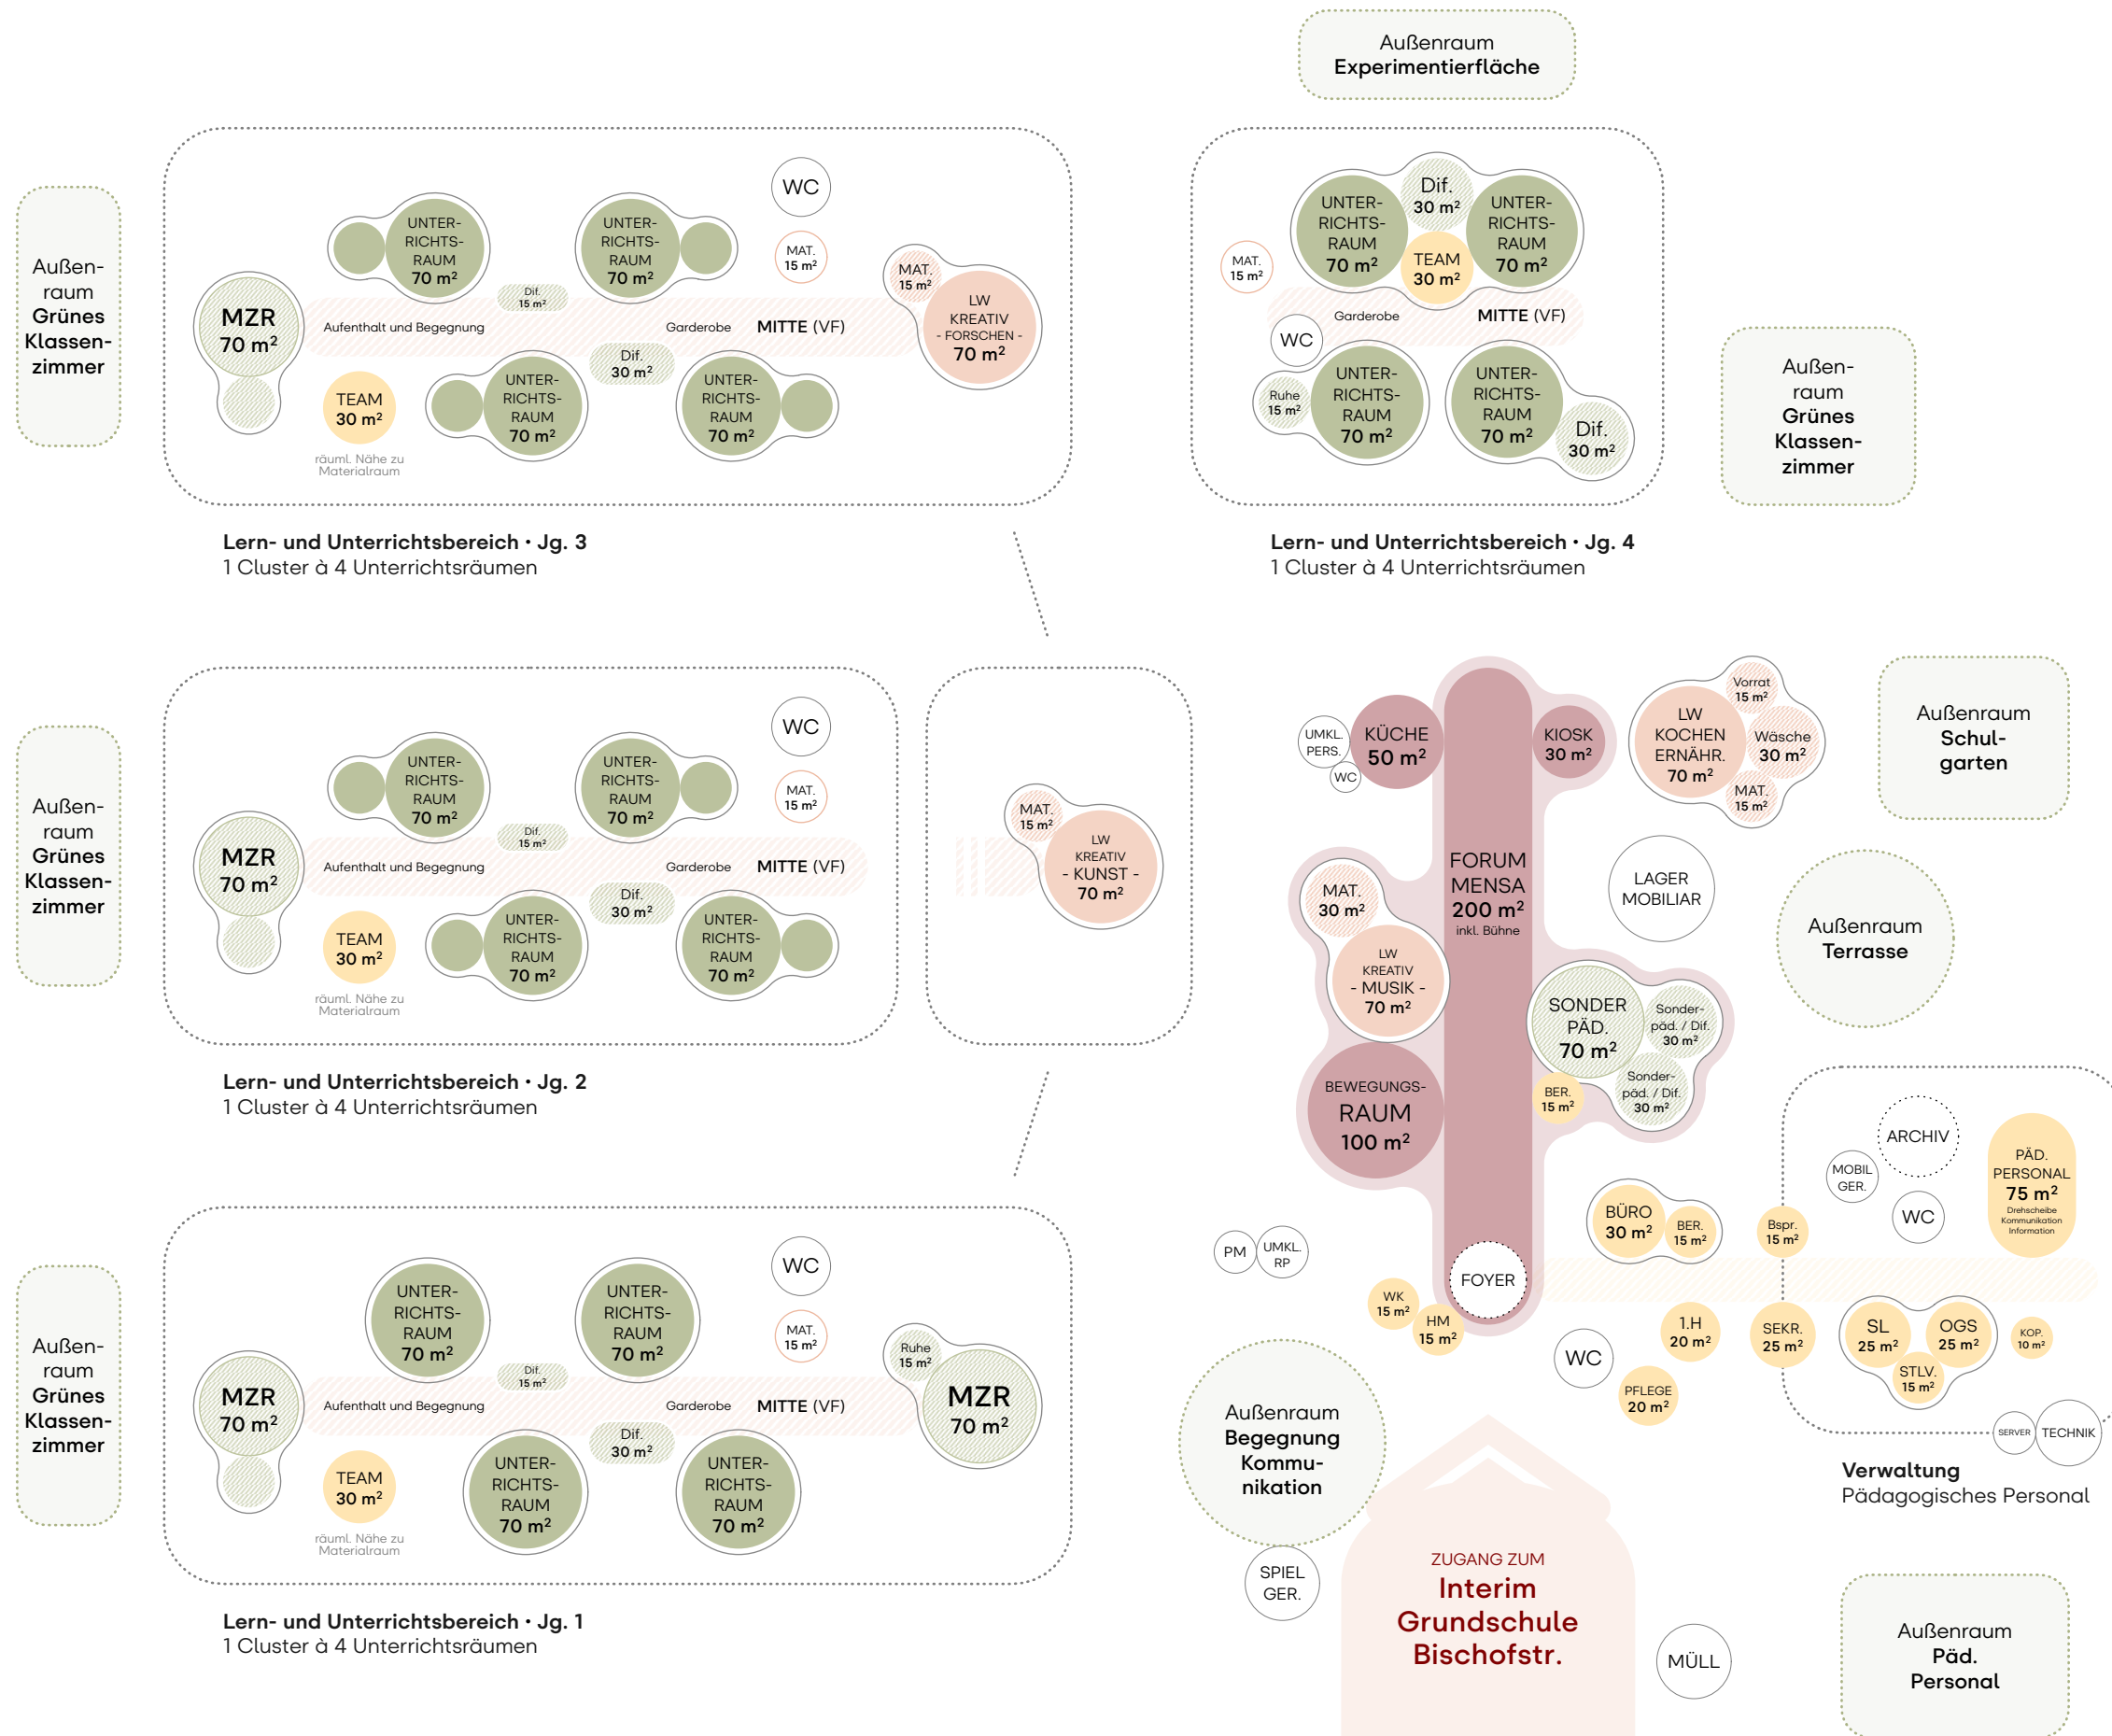 Außenraum
Experimentierfläche
Außen-
raum
Grünes
Klassen-
zimmer
MZR
70 m²
UNTER-
RICHTS-
RAUM
70 m²
UNTER-
RICHTS-
RAUM
70 m²
WC
MAT.
15 m²
Dif.
15 m²
Aufenthalt und Begegnung
Garderobe
MITTE (VF)
MAT.
15 m²
LW
KREATIV
- FORSCHEN -
70 m²
TEAM
30 m²
räuml. Nähe zu
Materialraum
UNTER-
RICHTS-
RAUM
70 m²
Dif.
30 m²
UNTER-
RICHTS-
RAUM
70 m²
Lern- und Unterrichtsbereich • Jg. 3
1 Cluster à 4 Unterrichtsräumen
MAT.
15 m²
UNTER-
RICHTS-
RAUM
70 m²
Dif.
30 m²
TEAM
30 m²
UNTER-
RICHTS-
RAUM
70 m²
Garderobe
MITTE (VF)
WC
Ruhe
15 m²
UNTER-
RICHTS-
RAUM
70 m²
UNTER-
RICHTS-
RAUM
70 m²
Dif.
30 m²
Außen-
raum
Grünes
Klassen-
zimmer
Lern- und Unterrichtsbereich • Jg. 4
1 Cluster à 4 Unterrichtsräumen
Außen-
raum
Grünes
Klassen-
zimmer
MZR
70 m²
UNTER-
RICHTS-
RAUM
70 m²
UNTER-
RICHTS-
RAUM
70 m²
WC
MAT.
15 m²
Dif.
15 m²
Aufenthalt und Begegnung
Garderobe
MITTE (VF)
TEAM
30 m²
räuml. Nähe zu
Materialraum
UNTER-
RICHTS-
RAUM
70 m²
Dif.
30 m²
UNTER-
RICHTS-
RAUM
70 m²
MAT.
15 m²
LW
KREATIV
- KUNST -
70 m²
Lern- und Unterrichtsbereich • Jg. 2
1 Cluster à 4 Unterrichtsräumen
UMKL.
PERS.
WC
KÜCHE
50 m²
KIOSK
30 m²
LW
KOCHEN
ERNÄHR.
70 m²
Vorrat
15 m²
Wäsche
30 m²
MAT.
15 m²
Außenraum
Schul-
garten
FORUM
MENSA
200 m²
inkl. Bühne
LAGER
MOBILIAR
Außenraum
Terrasse
MAT.
30 m²
LW
KREATIV
- MUSIK -
70 m²
SONDER
PÄD.
70 m²
Sonder-
päd. / Dif.
30 m²
Sonder-
päd. / Dif.
30 m²
BER.
15 m²
BEWEGUNGS-
RAUM
100 m²
ARCHIV
MOBIL
GER.
WC
PÄD.
PERSONAL
75 m²
Drehscheibe
Kommunikation
Information
BÜRO
30 m²
BER.
15 m²
Bspr.
15 m²
PM
UMKL.
RP
FOYER
WK
15 m²
HM
15 m²
WC
1.H
20 m²
PFLEGE
20 m²
SEKR.
25 m²
SL
25 m²
OGS
25 m²
STLV.
15 m²
KOP.
10 m²
SERVER
TECHNIK
Verwaltung
Pädagogisches Personal
Außen-
raum
Grünes
Klassen-
zimmer
MZR
70 m²
UNTER-
RICHTS-
RAUM
70 m²
UNTER-
RICHTS-
RAUM
70 m²
WC
MAT.
15 m²
Dif.
15 m²
Aufenthalt und Begegnung
Garderobe
MITTE (VF)
Ruhe
15 m²
MZR
70 m²
TEAM
30 m²
räuml. Nähe zu
Materialraum
UNTER-
RICHTS-
RAUM
70 m²
Dif.
30 m²
UNTER-
RICHTS-
RAUM
70 m²
Lern- und Unterrichtsbereich • Jg. 1
1 Cluster à 4 Unterrichtsräumen
Außenraum
Begegnung
Kommu-
nikation
SPIEL
GER.
ZUGANG ZUM
Interim
Grundschule
Bischofstr.
MÜLL
Außenraum
Päd.
Personal